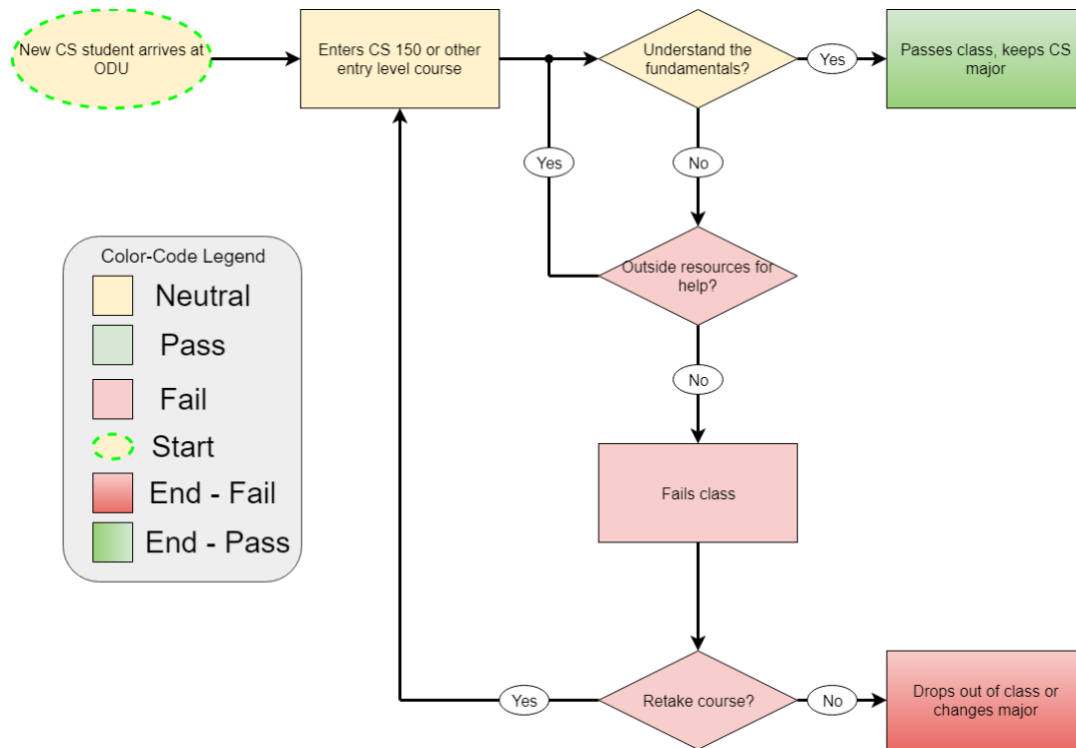 New CS student arrives at
ODU
Enters CS 150 or other
entry level course
Understand the
fundamentals?
Yes
Passes class, keeps CS
major
Yes
No
Color-Code Legend
Neutral
Pass
Fail
Start
End - Fail
End - Pass
Outside resources for
help?
No
Fails class
Yes
Retake course?
No
Drops out of class or
changes major